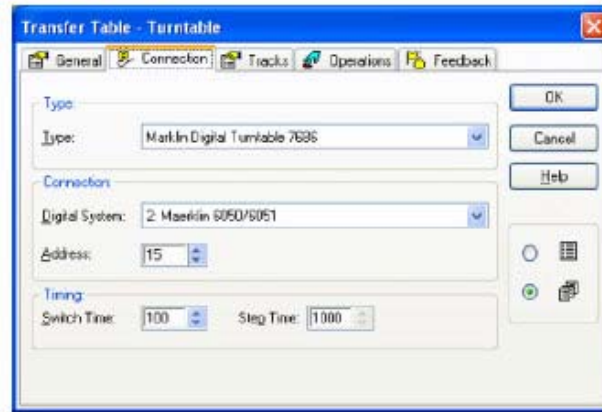 Transfer Table - Turntable
General Connection Tracks Operations Feedback
Type
Type: Marklin Digital Turntable 7686
OK
Cancel
Help
Connection
Digital System: 2: Maerklin 6050/6051
Address: 15
Timing:
Switch Time: 100 Step Time: 1000